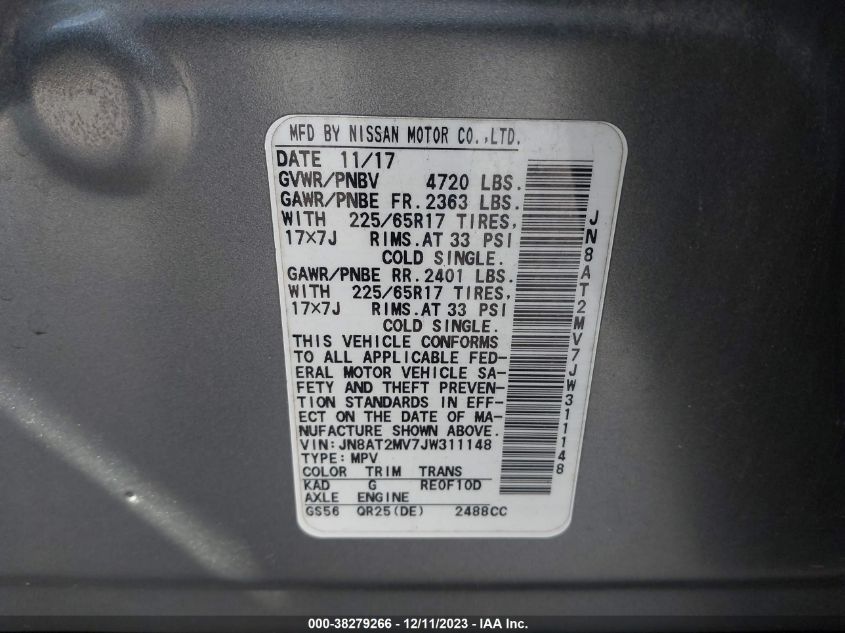 MFD BY NISSAN MOTOR CO.,LTD.
DATE 11/17
GVWR/PNBV 4720 LBS.
GAWR/PNBE FR. 2363 LBS.
WITH 225/65R17 TIRES,
17×7J RIMS. AT 33 PSI
COLD SINGLE.
GAWR/PNBE RR. 2401 LBS.
WITH 225/65R17 TIRES,
17×7J RIMS. AT 33 PSI
COLD SINGLE.
THIS VEHICLE CONFORMS
TO ALL APPLICABLE FED-
ERAL MOTOR VEHICLE SA-
FETY AND THEFT PREVEN-
TION STANDARDS IN EFF-
ECT ON THE DATE OF MA-
NUFACTURE SHOWN ABOVE.
VIN: JN8AT2MV7JW311148
TYPE: MPV
COLOR TRIM TRANS
KAD G RE0F10D
AXLE ENGINE
GS56 QR25(DE) 2488CC
JN8AT2MV7JW311148
000-38279266 - 12/11/2023 - IAA Inc.